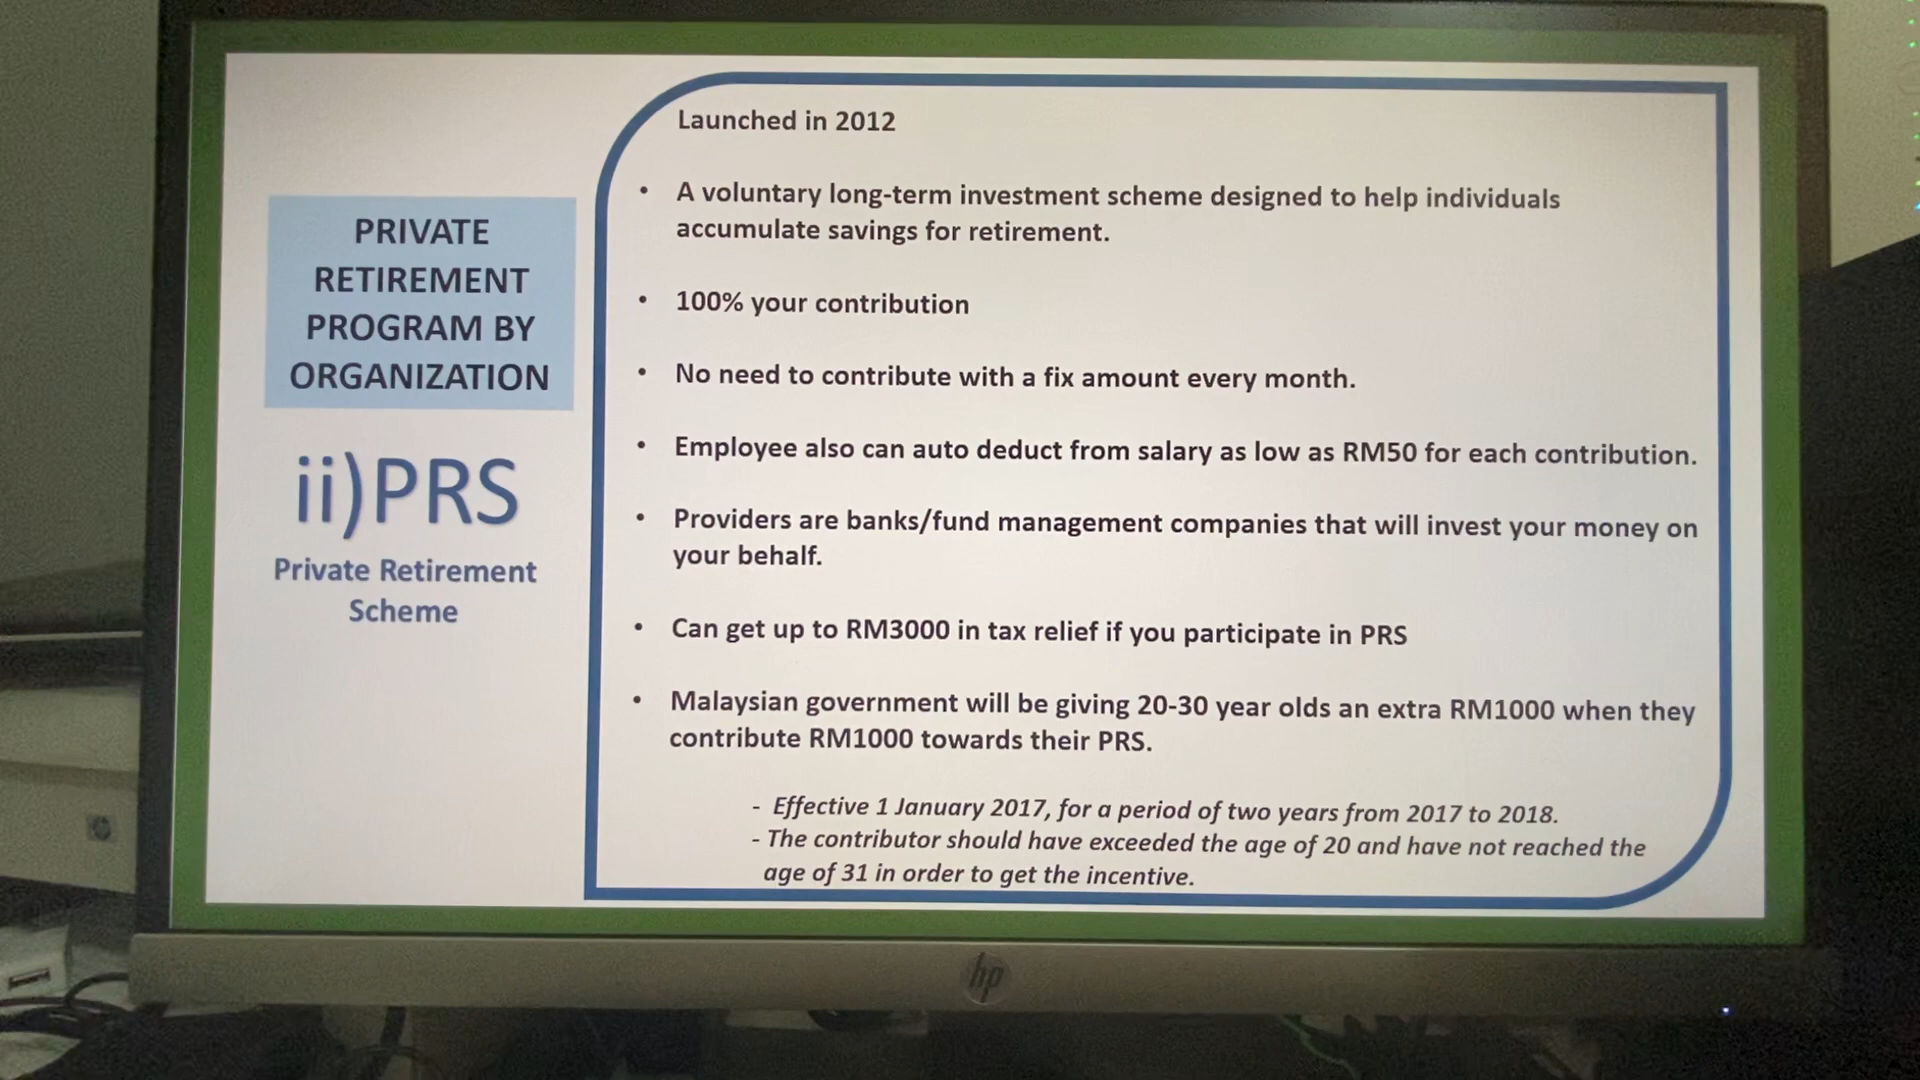 PRIVATE
RETIREMENT
PROGRAM BY
ORGANIZATION
ii)PRS
Private Retirement
Scheme
Launched in 2012
• A voluntary long-term investment scheme designed to help individuals
accumulate savings for retirement.
• 100% your contribution
• No need to contribute with a fix amount every month.
• Employee also can auto deduct from salary as low as RM50 for each contribution.
• Providers are banks/fund management companies that will invest your money on
your behalf.
• Can get up to RM3000 in tax relief if you participate in PRS
• Malaysian government will be giving 20-30 year olds an extra RM1000 when they
contribute RM1000 towards their PRS.
- Effective 1 January 2017, for a period of two years from 2017 to 2018.
- The contributor should have exceeded the age of 20 and have not reached the
age of 31 in order to get the incentive.
hp